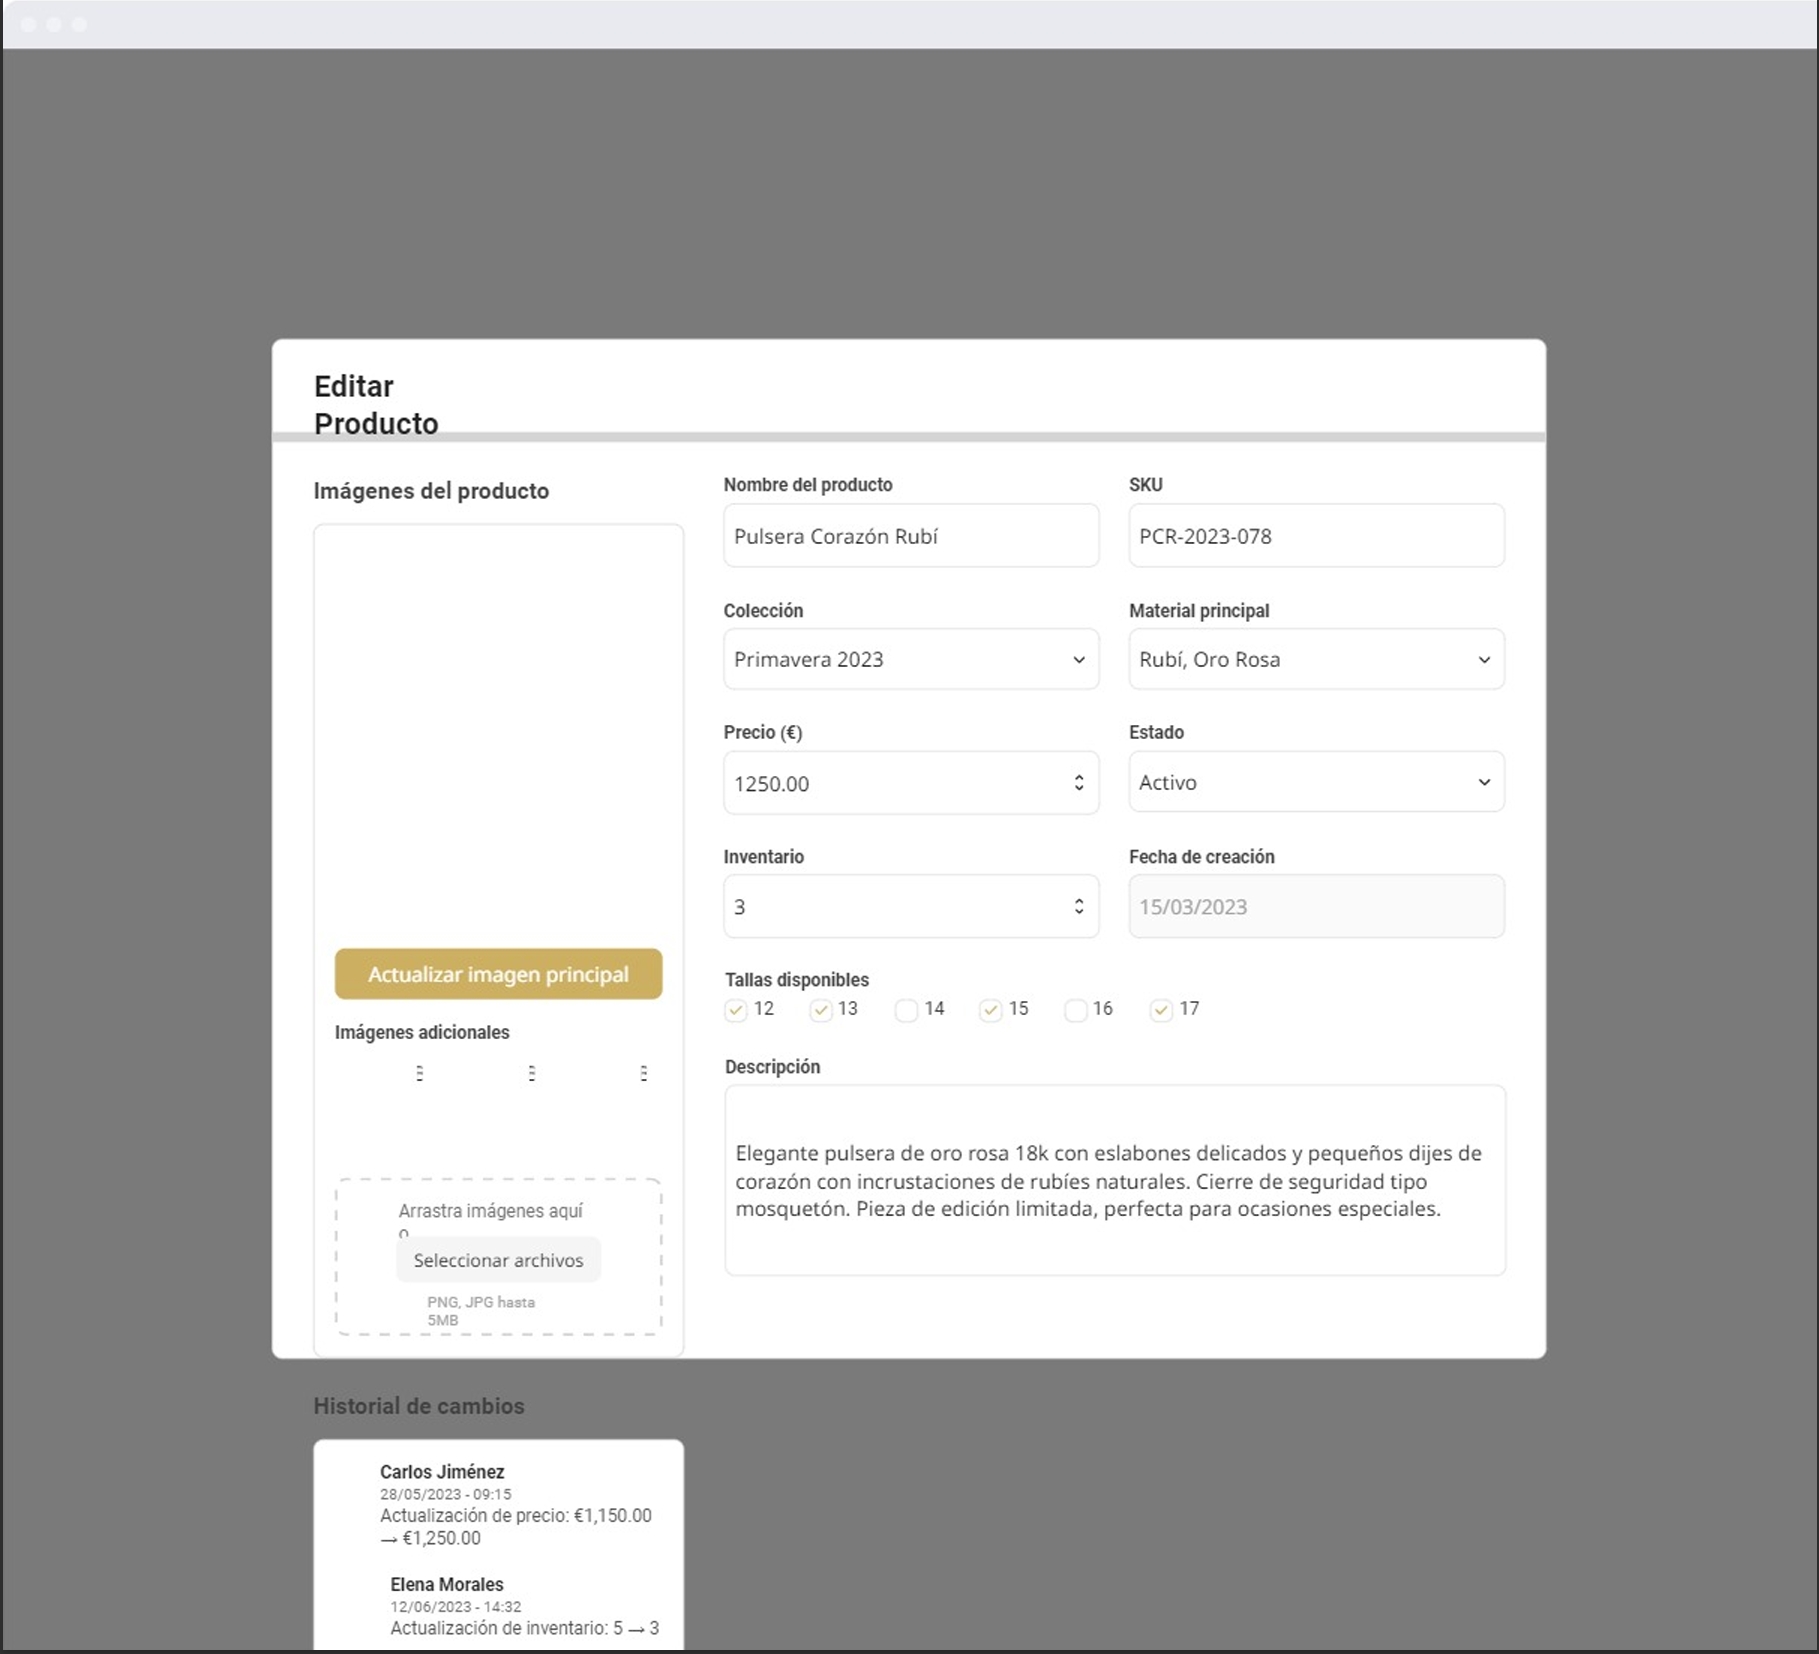 Editar
Producto
Imágenes del producto
Actualizar imagen principal
Imágenes adicionales
Arrastra imágenes aquí
o
Seleccionar archivos
PNG, JPG hasta
5MB
Nombre del producto
Pulsera Corazón Rubí
SKU
PCR-2023-078
Colección
Primavera 2023
Material principal
Rubí, Oro Rosa
Precio (€)
1250.00
Estado
Activo
Inventario
3
Fecha de creación
15/03/2023
Tallas disponibles
12 13 14 15 16 17
Descripción
Elegante pulsera de oro rosa 18k con eslabones delicados y pequeños dijes de
corazón con incrustaciones de rubíes naturales. Cierre de seguridad tipo
mosquetón. Pieza de edición limitada, perfecta para ocasiones especiales.
Historial de cambios
Carlos Jiménez
28/05/2023 - 09:15
Actualización de precio: €1,150.00
→ €1,250.00
Elena Morales
12/06/2023 - 14:32
Actualización de inventario: 5 → 3